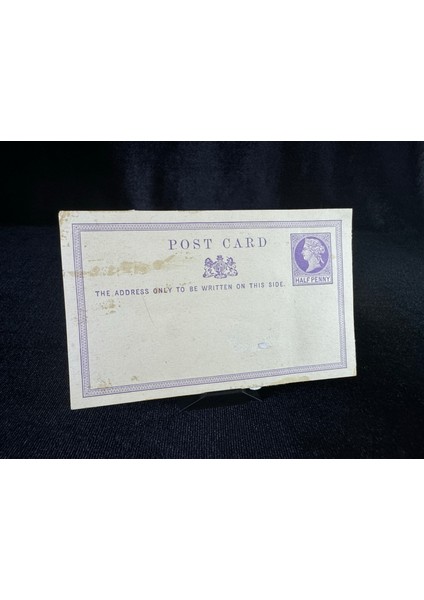 POST CARD
HALFPENNY
THE ADDRESS ONLY TO BE WRITTEN ON THIS SIDE.